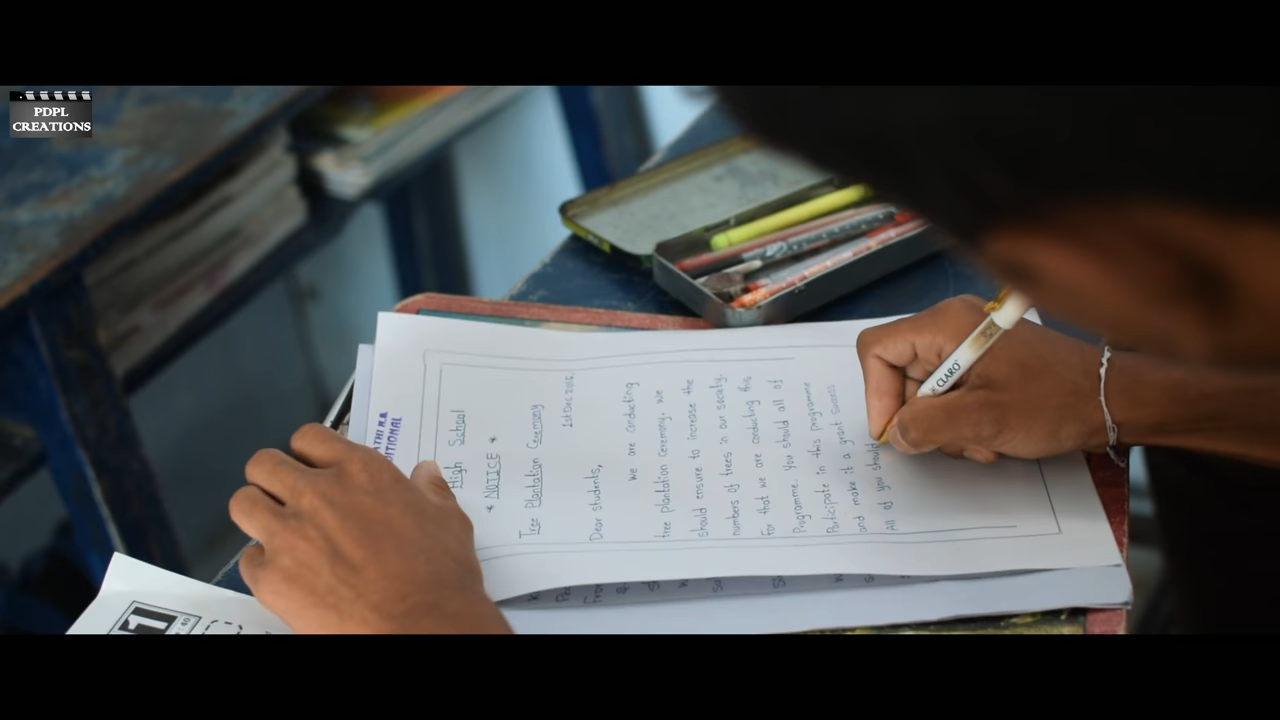 PDPL
CREATIONS
High School
* NOTICE *
Tree Plantation Ceremony
1st Dec 2016
Dear students,
we are conducting
tree plantation ceremony. We
should ensure to increase the
numbers of trees in our society.
For that we are conducting this
Programme. You should all of
Participate in this programme
and make it a grant success
All of you should
CLARO
1
40